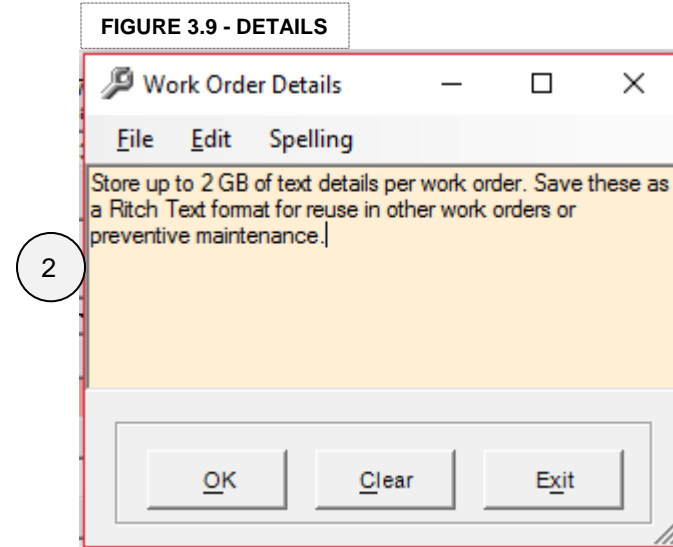 FIGURE 3.9 - DETAILS
Work Order Details
File Edit Spelling
Store up to 2 GB of text details per work order. Save these as
a Ritch Text format for reuse in other work orders or
preventive maintenance.
2
OK Clear Exit